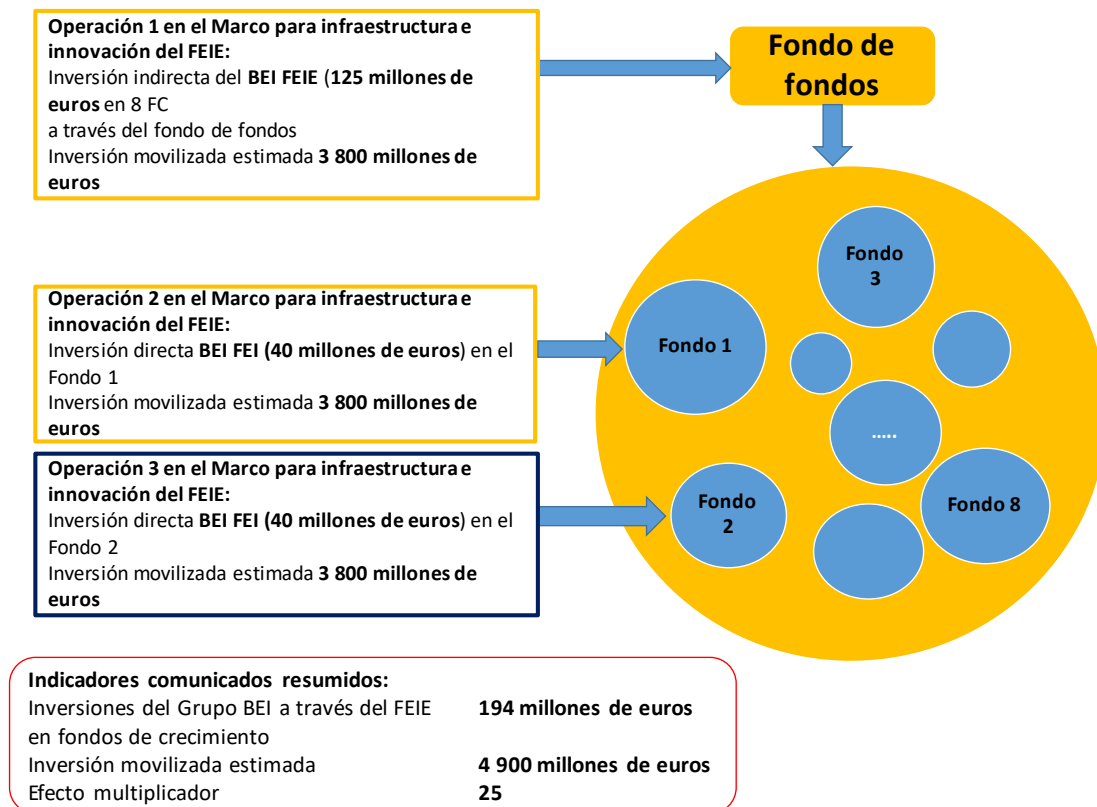 Operación 1 en el Marco para infraestructura e
innovación del FEIE:
Inversión indirecta del BEI FEIE (125 millones de
euros en 8 FC
a través del fondo de fondos
Inversión movilizada estimada 3 800 millones de
euros
Fondo de
fondos
Operación 2 en el Marco para infraestructura e
innovación del FEIE:
Inversión directa BEI FEI (40 millones de euros) en el
Fondo 1
Inversión movilizada estimada 3 800 millones de
euros
Operación 3 en el Marco para infraestructura e
innovación del FEIE:
Inversión directa BEI FEI (40 millones de euros) en el
Fondo 2
Inversión movilizada estimada 3 800 millones de
euros
Fondo
3
Fondo 1
.....
Fondo
2
Fondo 8
Indicadores comunicados resumidos:
Inversiones del Grupo BEI a través del FEIE 194 millones de euros
en fondos de crecimiento
Inversión movilizada estimada 4 900 millones de euros
Efecto multiplicador 25